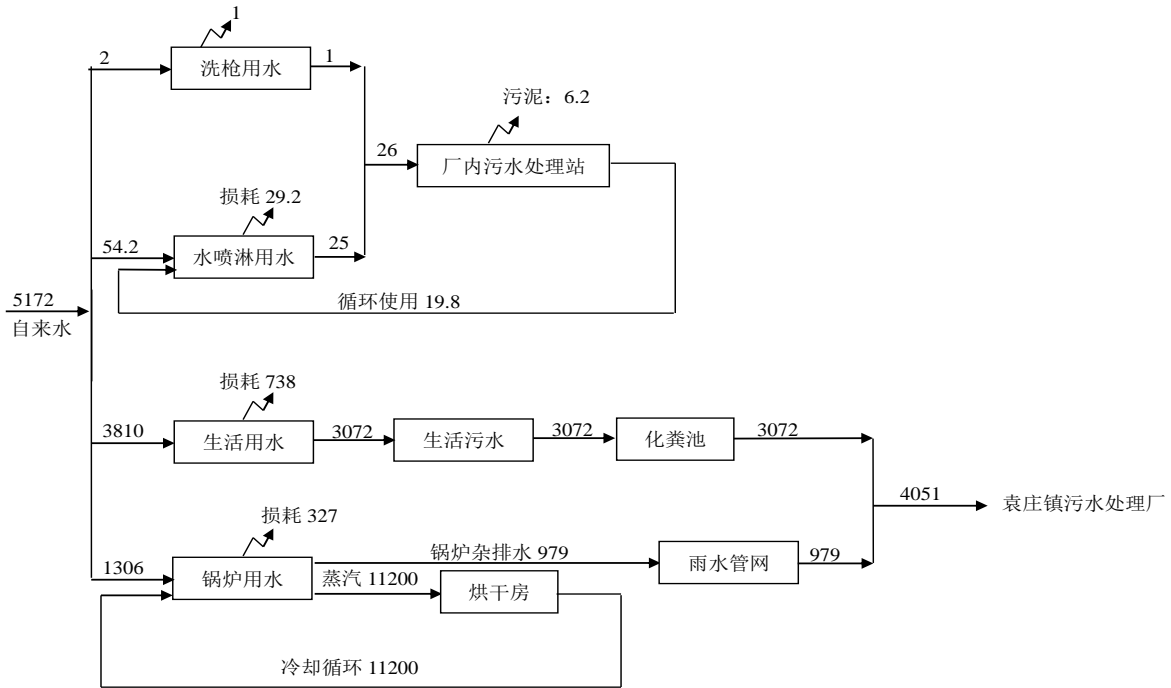 1
2
洗枪用水
1
污泥：6.2
26
厂内污水处理站
损耗 29.2
54.2
水喷淋用水
25
循环使用 19.8
5172
自来水
损耗 738
3810
生活用水
3072
生活污水
3072
化粪池
3072
4051
袁庄镇污水处理厂
损耗 327
1306
锅炉用水
锅炉杂排水 979
雨水管网
979
蒸汽 11200
烘干房
冷却循环 11200